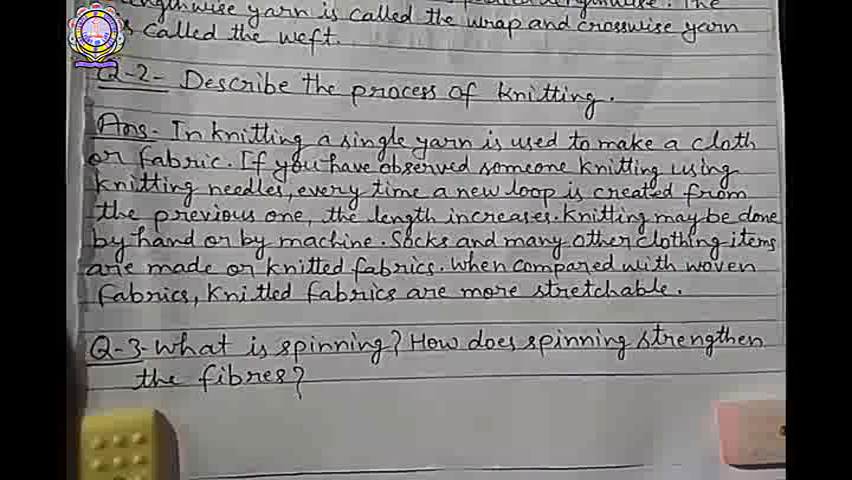 lengthwise yarn is called the wrap and crosswise yarn
is called the weft.
Q-2- Describe the process of knitting.
Ans- In knitting a single yarn is used to make a cloth
or fabric. If you have observed someone knitting using
knitting needles, every time a new loop is created from
the previous one, the length increases. Knitting may be done
by hand or by machine. Socks and many other clothing items
are made or knitted fabrics. When compared with woven
fabrics, knitted fabrics are more stretchable.
Q-3- What is spinning? How does spinning strengthen
the fibres?